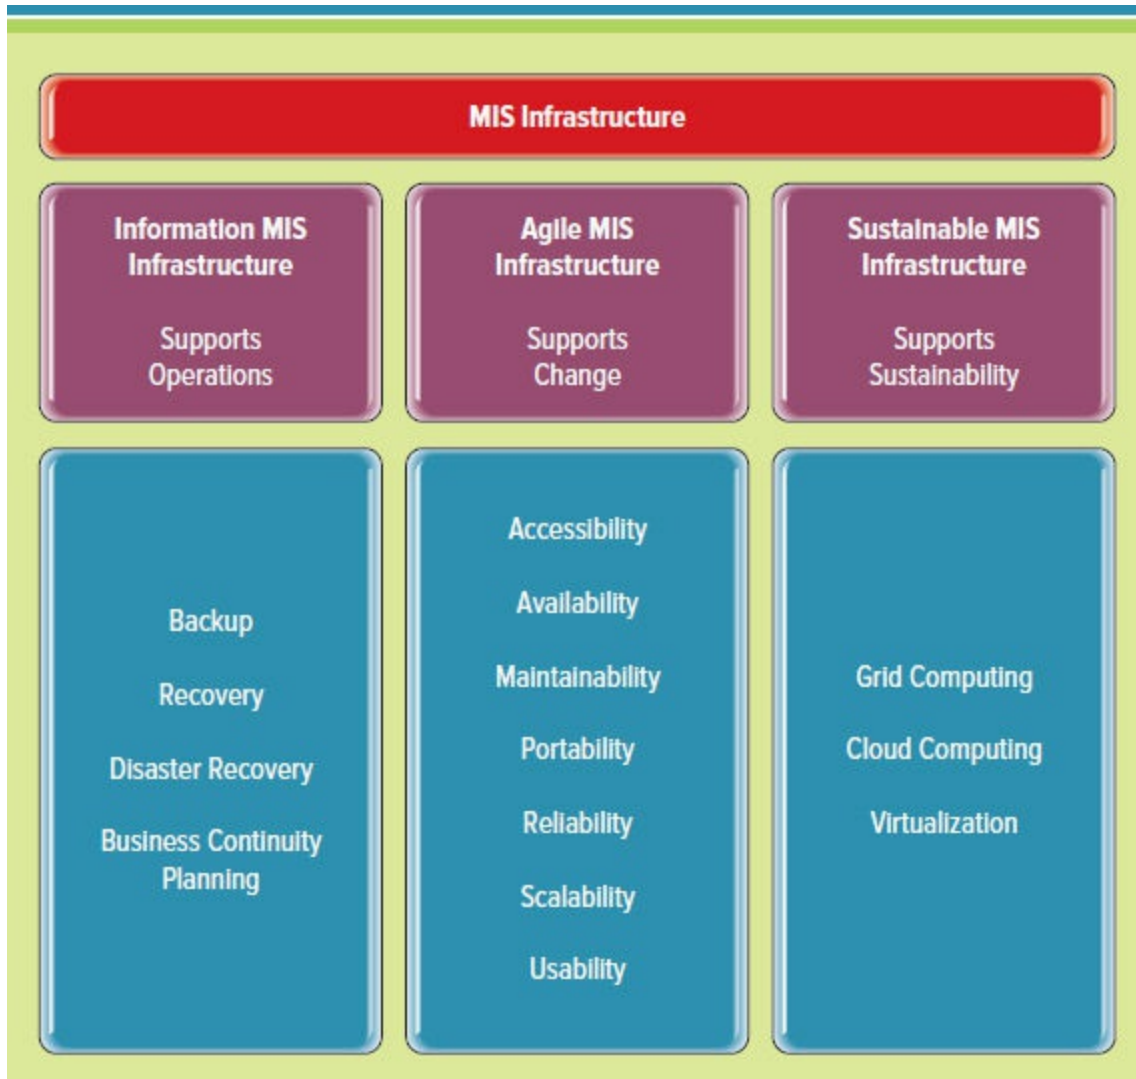 MIS Infrastructure
Information MIS
Infrastructure
Supports
Operations
Agile MIS
Infrastructure
Supports
Change
Sustainable MIS
Infrastructure
Supports
Sustainability
Backup
Recovery
Disaster Recovery
Business Continuity
Planning
Accessibility
Availability
Maintainability
Portability
Reliability
Scalability
Usability
Grid Computing
Cloud Computing
Virtualization